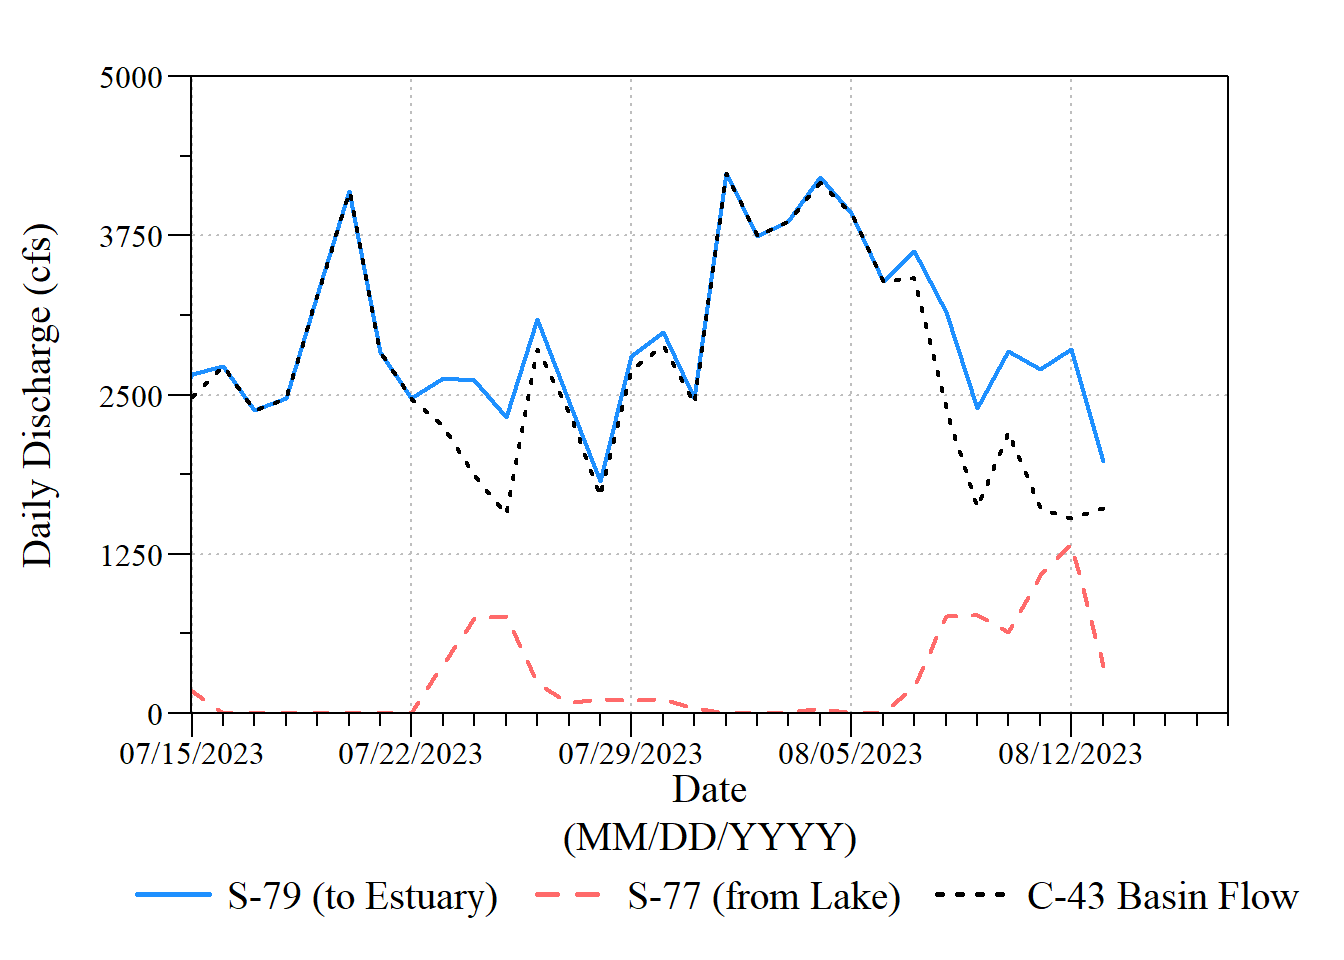 5000
3750
2500
1250
0
Daily Discharge (cfs)
07/15/2023 07/22/2023 07/29/2023 08/05/2023 08/12/2023
Date
(MM/DD/YYYY)
S-79 (to Estuary) S-77 (from Lake) C-43 Basin Flow